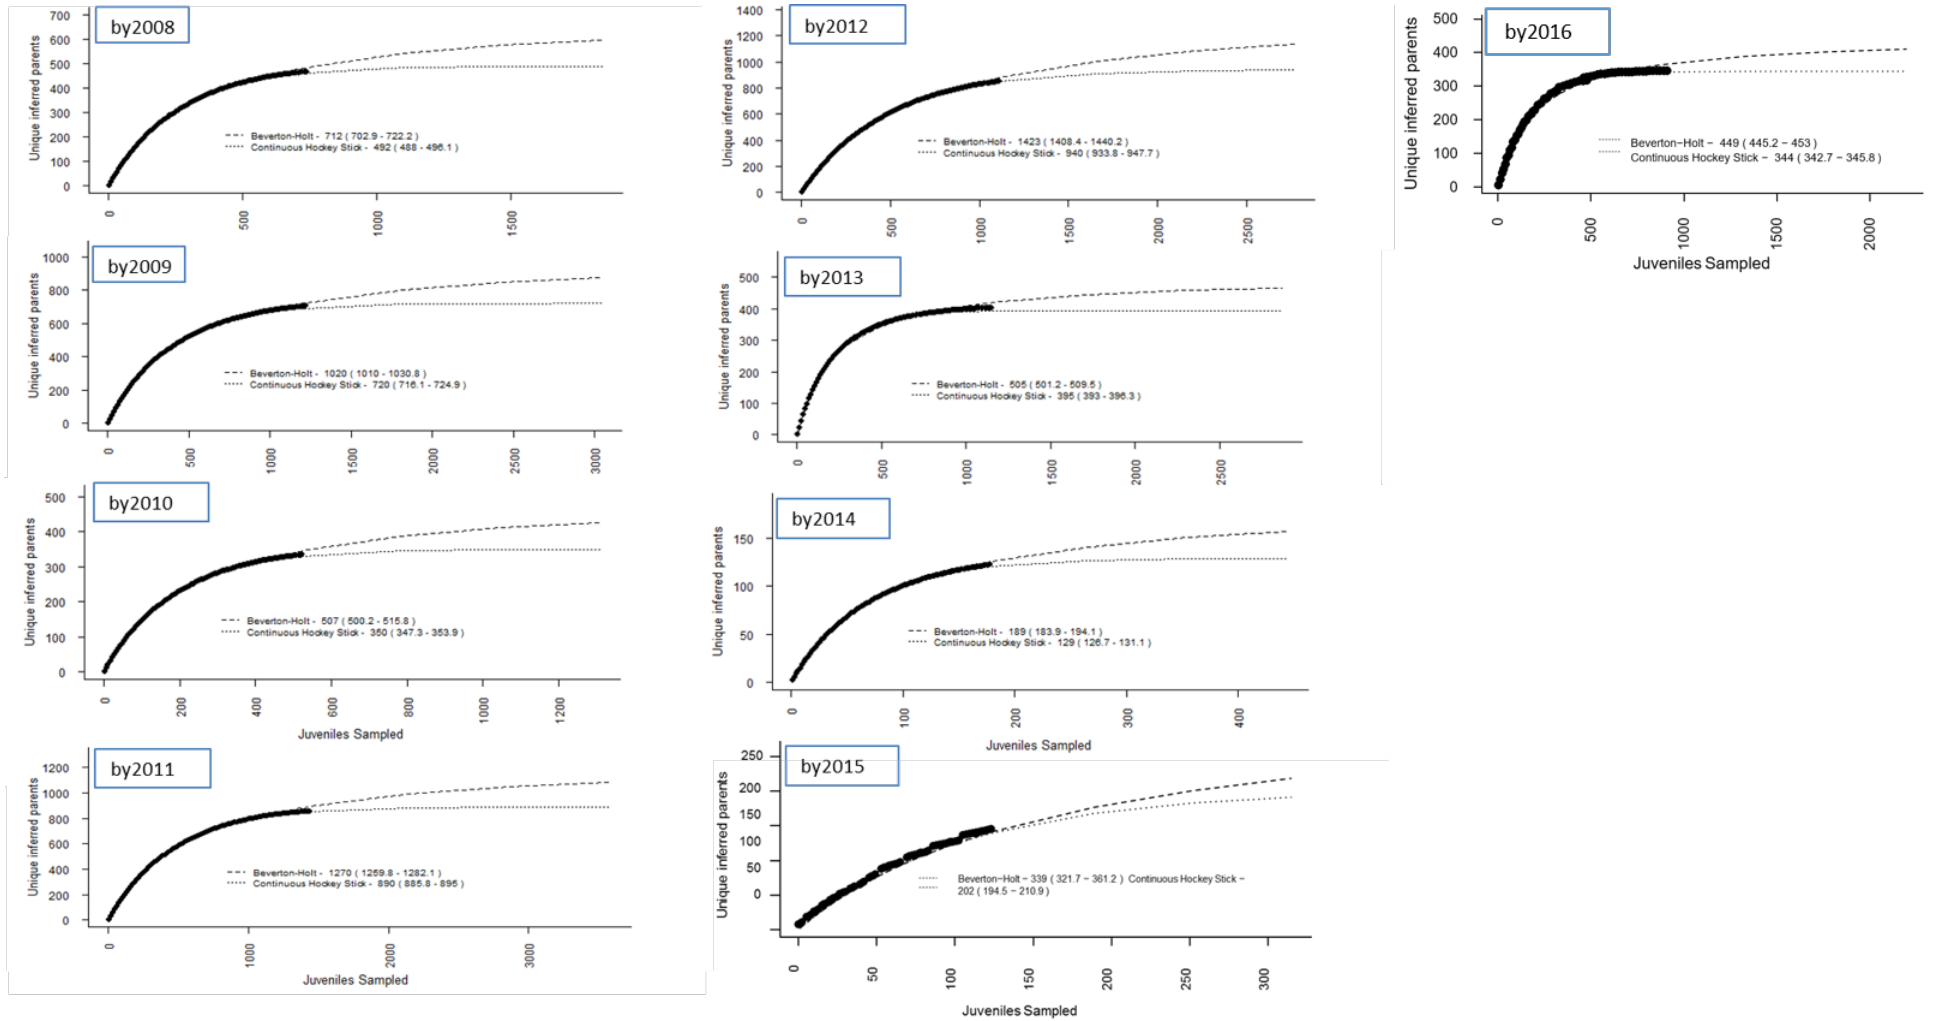 by2008
Unique inferred parents
700
600
500
400
300
200
100
0
Beverton-Holt - 712 ( 702.9 - 722.2 )
Continuous Hockey Stick - 492 ( 488 - 496.1 )
0 500 1000 1500
by2009
Unique inferred parents
1000
800
600
400
200
0
Beverton-Holt - 1020 ( 1010 - 1030.8 )
Continuous Hockey Stick - 720 ( 716.1 - 724.9 )
0 500 1000 1500 2000 2500 3000
by2010
Unique inferred parents
500
400
300
200
100
0
Beverton-Holt - 507 ( 500.2 - 515.8 )
Continuous Hockey Stick - 350 ( 347.3 - 353.9 )
0 200 400 600 800 1000 1200
Juveniles Sampled
by2011
Unique inferred parents
1200
1000
800
600
400
200
0
Beverton-Holt - 1270 ( 1259.8 - 1282.1 )
Continuous Hockey Stick - 890 ( 885.8 - 895 )
0 1000 2000 3000
Juveniles Sampled
by2012
Unique inferred parents
1400
1200
1000
800
600
400
200
0
Beverton-Holt - 1423 ( 1408.4 - 1440.2 )
Continuous Hockey Stick - 940 ( 933.8 - 947.7 )
0 500 1000 1500 2000 2500
by2013
Unique inferred parents
500
400
300
200
100
0
Beverton-Holt - 505 ( 501.2 - 509.5 )
Continuous Hockey Stick - 395 ( 393 - 396.3 )
0 500 1000 1500 2000 2500
by2014
Unique inferred parents
150
100
50
0
Beverton-Holt - 189 ( 183.9 - 194.1 )
Continuous Hockey Stick - 129 ( 126.7 - 131.1 )
0 100 200 300 400
Juveniles Sampled
by2015
Unique inferred parents
250
200
150
100
50
0
Beverton−Holt − 339 ( 321.7 − 361.2 ) Continuous Hockey Stick −
202 ( 194.5 − 210.9 )
0 50 100 150 200 250 300
Juveniles Sampled
by2016
Unique inferred parents
500
400
300
200
100
0
Beverton−Holt − 449 ( 445.2 − 453 )
Continuous Hockey Stick − 344 ( 342.7 − 345.8 )
0 500 1000 1500 2000
Juveniles Sampled